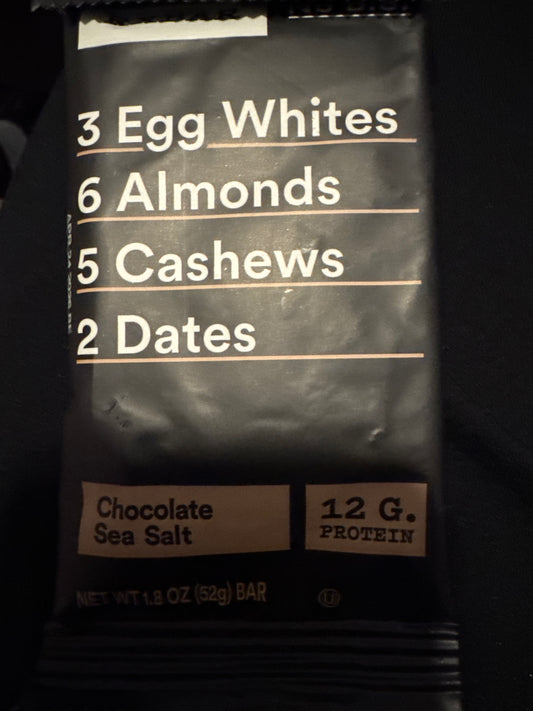 3 Egg Whites
6 Almonds
5 Cashews
2 Dates
Chocolate
Sea Salt
12 G.
PROTEIN
NET WT 1.8 OZ (52g) BAR
U